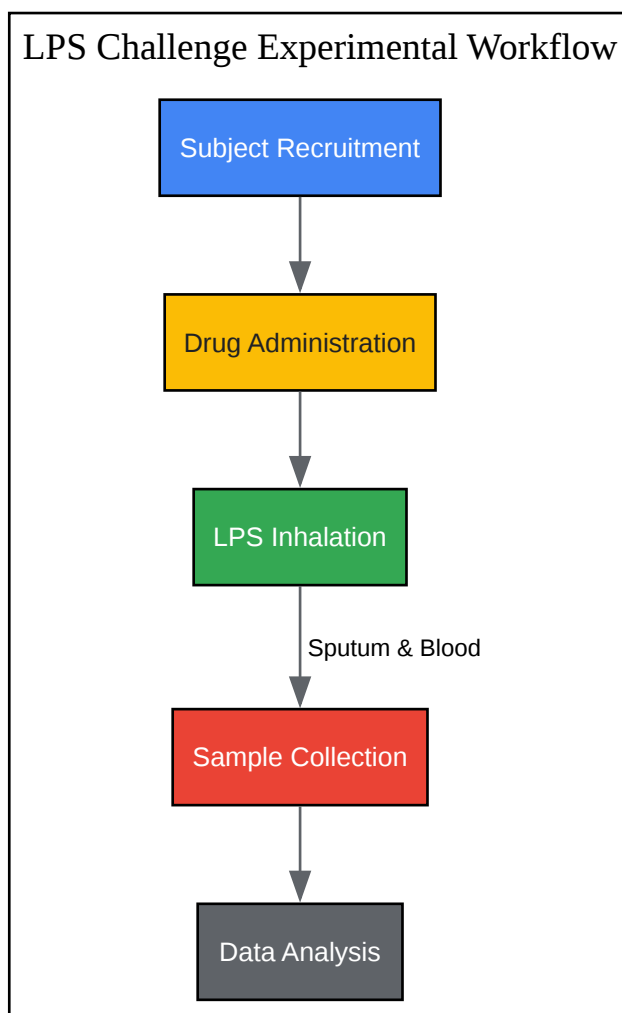 LPS Challenge Experimental Workflow
Subject Recruitment
Drug Administration
LPS Inhalation
Sputum & Blood
Sample Collection
Data Analysis